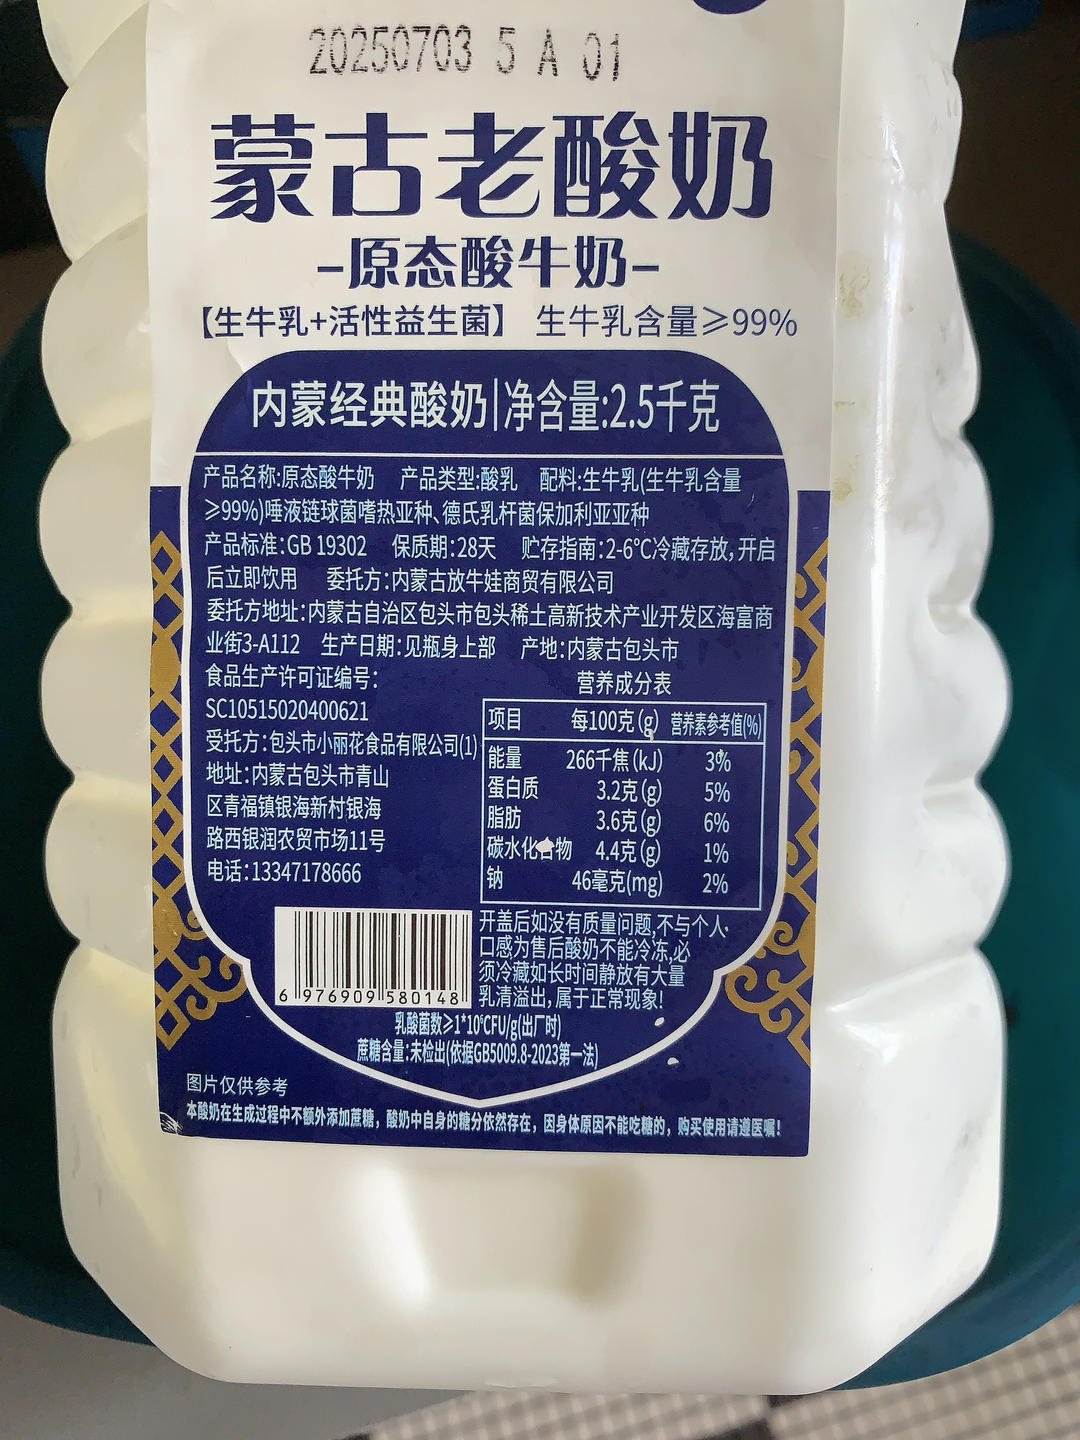 20250703 5 A 01
蒙古老酸奶
-原态酸牛奶-
【生牛乳+活性益生菌】 生牛乳含量≥99%
内蒙经典酸奶|净含量:2.5千克
产品名称:原态酸牛奶 产品类型:酸乳 配料:生牛乳(生牛乳含量
≥99%)唾液链球菌嗜热亚种、德氏乳杆菌保加利亚亚种
产品标准:GB 19302 保质期:28天 贮存指南:2-6°C冷藏存放,开启
后立即饮用 委托方:内蒙古放牛娃商贸有限公司
委托方地址:内蒙古自治区包头市包头稀土高新技术产业开发区海富商
业街3-A112 生产日期:见瓶身上部 产地:内蒙古包头市
食品生产许可证编号:
SC10515020400621
受托方:包头市小丽花食品有限公司(1)
地址:内蒙古包头市青山
区青福镇银海新村银海
路西银润农贸市场11号
电话:13347178666
营养成分表
项目 每100克(g) 营养素参考值(%)
能量 266千焦(kJ) 3%
蛋白质 3.2克(g) 5%
脂肪 3.6克(g) 6%
碳水化合物 4.4克(g) 1%
钠 46毫克(mg) 2%
6 976909 580148
开盖后如没有质量问题,不与个人
口感为售后酸奶不能冷冻,必
须冷藏如长时间静放有大量
乳清溢出,属于正常现象!
乳酸菌数≥1*10⁶CFU/g(出厂时)
蔗糖含量:未检出(依据GB5009.8-2023第一法)
图片仅供参考
本酸奶在生成过程中不额外添加蔗糖,酸奶中自身的糖分依然存在,因身体原因不能吃糖的,购买使用请遵医嘱!